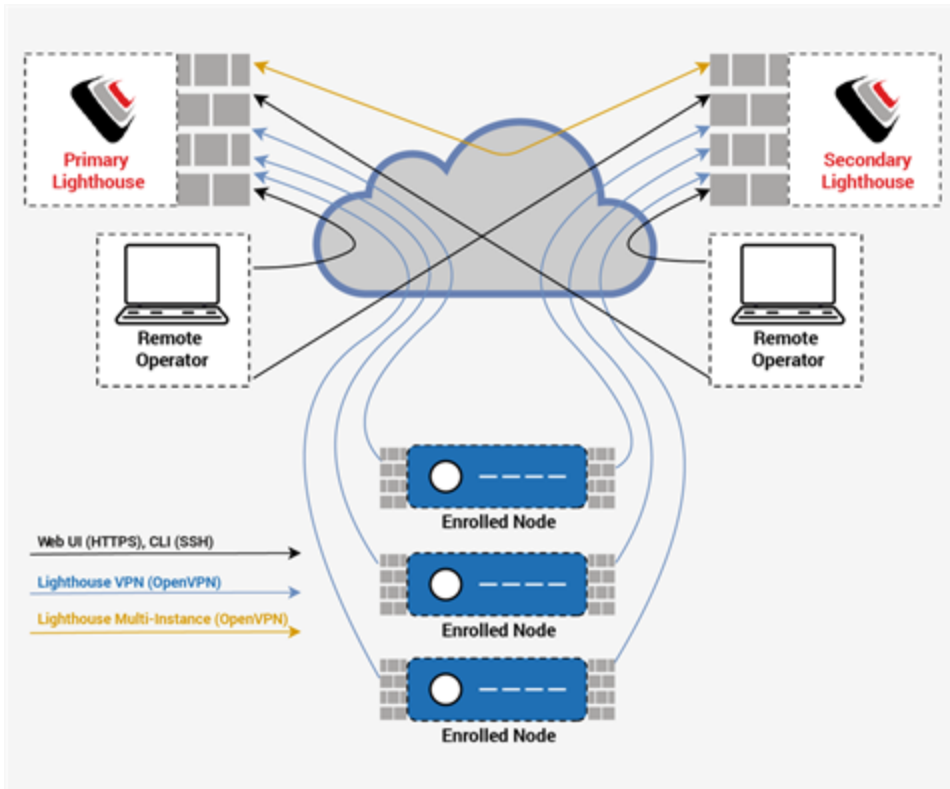 Primary
Lighthouse
Secondary
Lighthouse
Remote
Operator
Remote
Operator
Enrolled Node
Web UI (HTTPS), CLI (SSH)
Lighthouse VPN (OpenVPN)
Lighthouse Multi-Instance (OpenVPN)
Enrolled Node
Enrolled Node